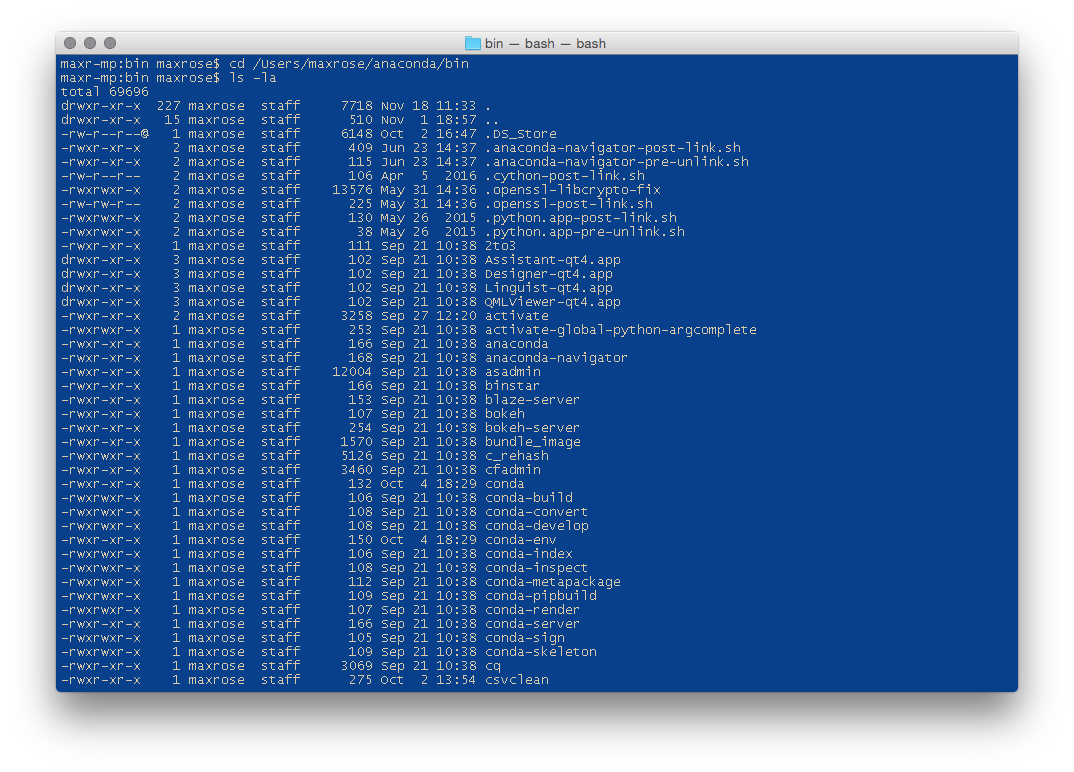 bin — bash — bash
maxr-mp:bin maxrose$ cd /Users/maxrose/anaconda/bin
maxr-mp:bin maxrose$ ls -la
total 69696
drwxr-xr-x  227 maxrose  staff     7718 Nov 18 11:33 .
drwxr-xr-x   15 maxrose  staff      510 Nov  1 18:57 ..
-rw-r--r--@   1 maxrose  staff     6148 Oct  2 16:47 .DS_Store
-rwxr-xr-x    2 maxrose  staff      409 Jun 23 14:37 .anaconda-navigator-post-link.sh
-rwxr-xr-x    2 maxrose  staff      115 Jun 23 14:37 .anaconda-navigator-pre-unlink.sh
-rw-r--r--    2 maxrose  staff      106 Apr  5  2016 .cython-post-link.sh
-rwxrwxr-x    2 maxrose  staff    13576 May 31 14:36 .openssl-libcrypto-fix
-rw-rw-r--    2 maxrose  staff      225 May 31 14:36 .openssl-post-link.sh
-rwxrwxr-x    2 maxrose  staff      130 May 26  2015 .python.app-post-link.sh
-rwxrwxr-x    2 maxrose  staff       38 May 26  2015 .python.app-pre-unlink.sh
-rwxr-xr-x    1 maxrose  staff      111 Sep 21 10:38 2to3
drwxr-xr-x    3 maxrose  staff      102 Sep 21 10:38 Assistant-qt4.app
drwxr-xr-x    3 maxrose  staff      102 Sep 21 10:38 Designer-qt4.app
drwxr-xr-x    3 maxrose  staff      102 Sep 21 10:38 Linguist-qt4.app
drwxr-xr-x    3 maxrose  staff      102 Sep 21 10:38 QMLViewer-qt4.app
-rwxrwxr-x    2 maxrose  staff     3258 Sep 27 12:20 activate
-rwxr-xr-x    1 maxrose  staff      253 Sep 21 10:38 activate-global-python-argcomplete
-rwxr-xr-x    1 maxrose  staff      166 Sep 21 10:38 anaconda
-rwxr-xr-x    1 maxrose  staff      168 Sep 21 10:38 anaconda-navigator
-rwxrwxr-x    1 maxrose  staff    12004 Sep 21 10:38 asadmin
-rwxr-xr-x    1 maxrose  staff      166 Sep 21 10:38 binstar
-rwxr-xr-x    1 maxrose  staff      153 Sep 21 10:38 blaze-server
-rwxrwxr-x    1 maxrose  staff      107 Sep 21 10:38 bokeh
-rwxrwxr-x    1 maxrose  staff      254 Sep 21 10:38 bokeh-server
-rwxrwxr-x    1 maxrose  staff     1570 Sep 21 10:38 bundle_image
-rwxrwxr-x    1 maxrose  staff     5126 Sep 21 10:38 c_rehash
-rwxrwxr-x    1 maxrose  staff     3460 Sep 21 10:38 cfadmin
-rwxrwxr-x    1 maxrose  staff      132 Oct  4 18:29 conda
-rwxrwxr-x    1 maxrose  staff      106 Sep 21 10:38 conda-build
-rwxrwxr-x    1 maxrose  staff      108 Sep 21 10:38 conda-convert
-rwxrwxr-x    1 maxrose  staff      108 Sep 21 10:38 conda-develop
-rwxrwxr-x    1 maxrose  staff      150 Oct  4 18:29 conda-env
-rwxrwxr-x    1 maxrose  staff      106 Sep 21 10:38 conda-index
-rwxrwxr-x    1 maxrose  staff      108 Sep 21 10:38 conda-inspect
-rwxrwxr-x    1 maxrose  staff      112 Sep 21 10:38 conda-metapackage
-rwxrwxr-x    1 maxrose  staff      109 Sep 21 10:38 conda-pipbuild
-rwxrwxr-x    1 maxrose  staff      107 Sep 21 10:38 conda-render
-rwxrwxr-x    1 maxrose  staff      166 Sep 21 10:38 conda-server
-rwxrwxr-x    1 maxrose  staff      105 Sep 21 10:38 conda-sign
-rwxrwxr-x    1 maxrose  staff      109 Sep 21 10:38 conda-skeleton
-rwxr-xr-x    1 maxrose  staff     3069 Sep 21 10:38 cq
-rwxr-xr-x    1 maxrose  staff      275 Oct  2 13:54 csvclean